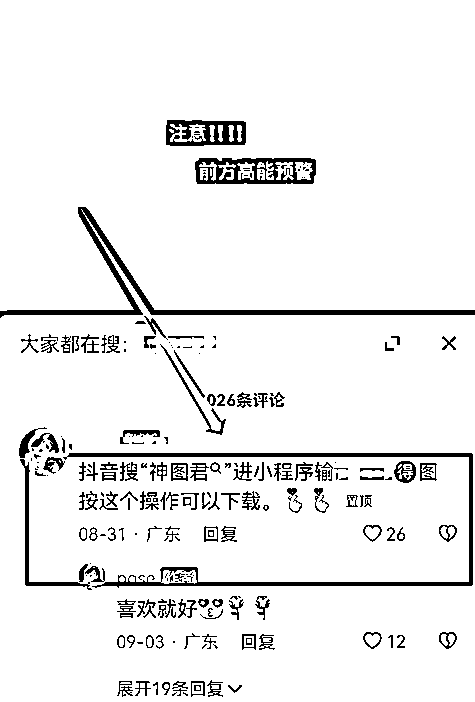 注意!!!!
前方高能预警
大家都在搜:
026条评论
抖音搜“神图君”进小程序输 得图
按这个操作可以下载。 置顶
08-31 · 广东 回复 26
pose 作者
喜欢就好
09-03 · 广东 回复 12
展开19条回复